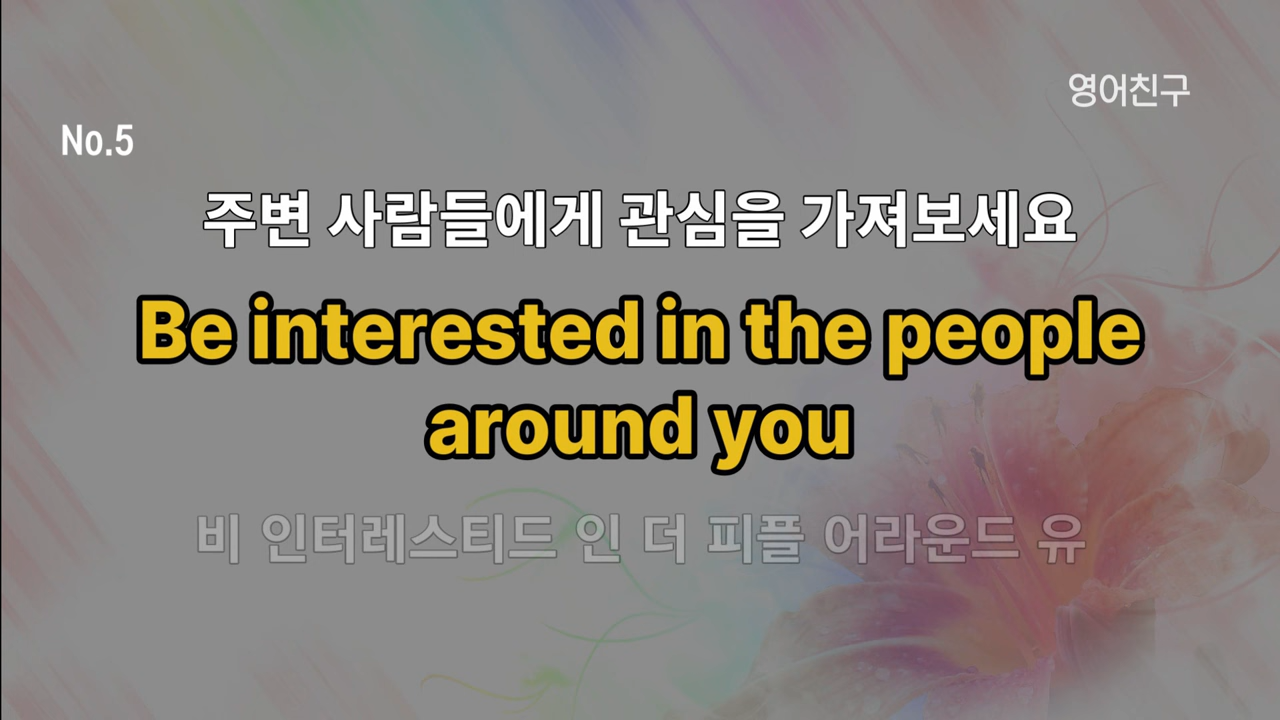 영어친구
No.5
주변 사람들에게 관심을 가져보세요
Be interested in the people
around you
비 인터레스티드 인 더 피플 어라운드 유